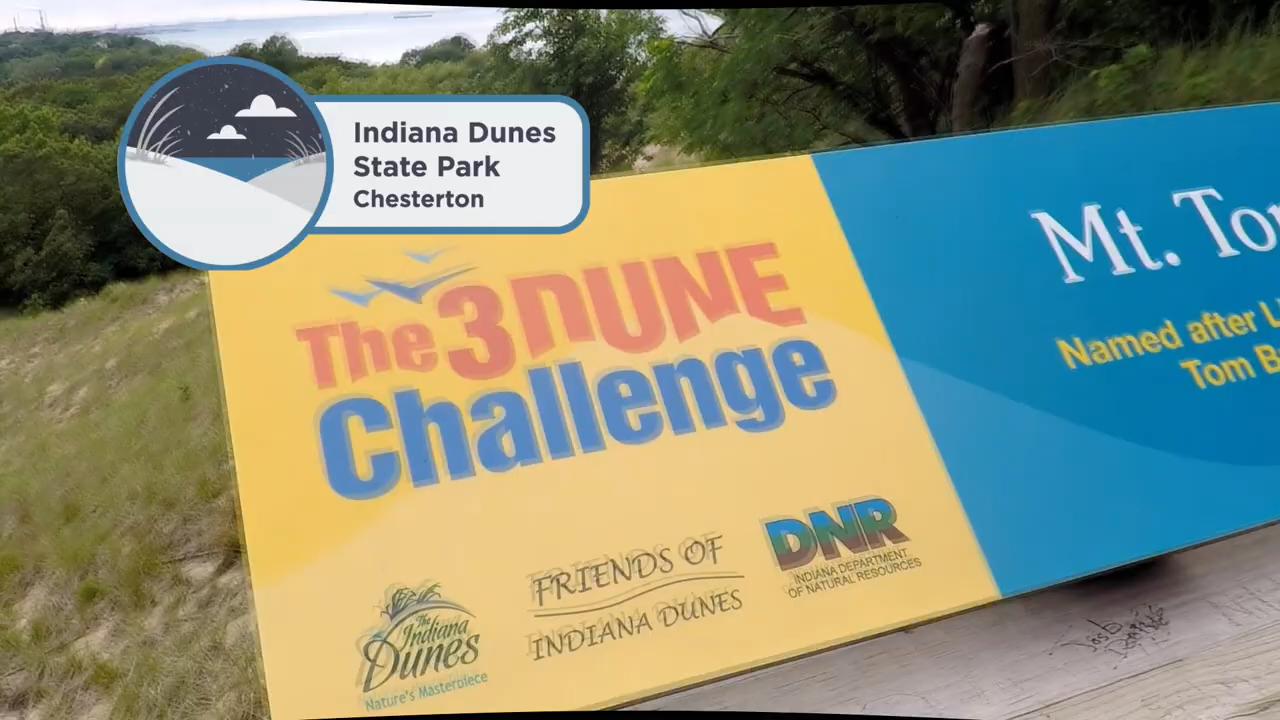 Indiana Dunes
State Park
Chesterton
The 3 DUNE
Challenge
Mt. To
Named after L
Tom B
The
Indiana
Dunes
Nature's Masterpiece
FRIENDS OF
INDIANA DUNES
DNR
INDIANA DEPARTMENT
OF NATURAL RESOURCES
Josh